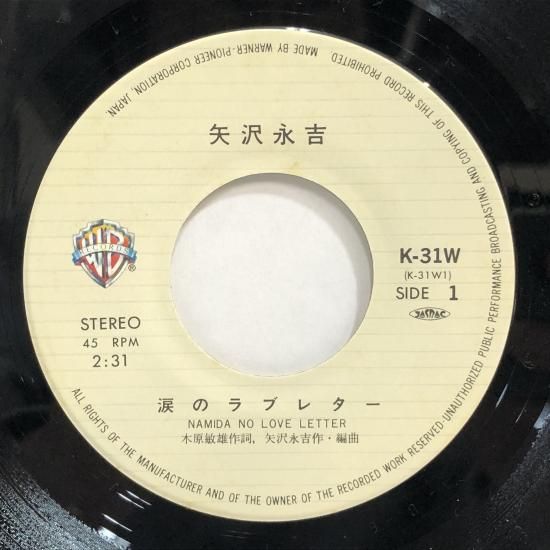 矢沢永吉
WB
RECORDS
®
K-31W
(K-31W1)
SIDE 1
JASRAC
STEREO
45 RPM
2:31
涙のラブレター
NAMIDA NO LOVE LETTER
木原敏雄作詞, 矢沢永吉作・編曲
ALL RIGHTS OF THE MANUFACTURER AND OF THE OWNER OF THE RECORDED WORK RESERVED-UNAUTHORIZED PUBLIC PERFORMANCE BROADCASTING AND COPYING OF THIS RECORD PROHIBITED
MADE BY WARNER-PIONEER CORPORATION, JAPAN.